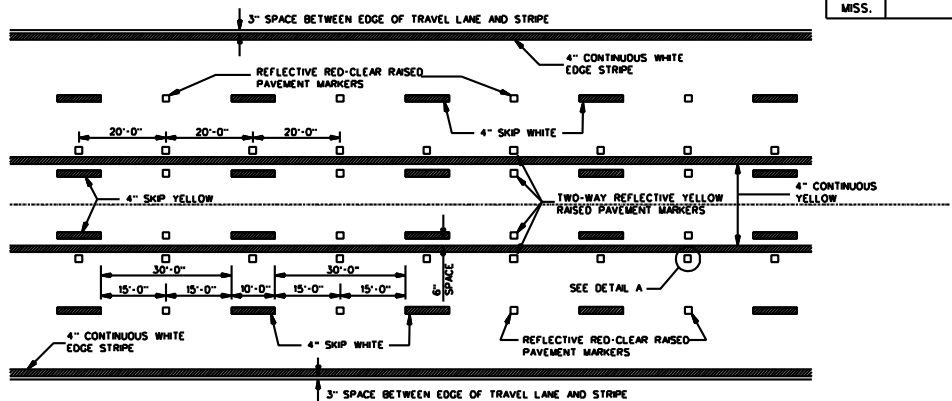 MISS.
3" SPACE BETWEEN EDGE OF TRAVEL LANE AND STRIPE
4" CONTINUOUS WHITE
EDGE STRIPE
REFLECTIVE RED-CLEAR RAISED
PAVEMENT MARKERS
4" SKIP WHITE
20'-0" 20'-0" 20'-0"
4" SKIP YELLOW
TWO-WAY REFLECTIVE YELLOW
RAISED PAVEMENT MARKERS
4" CONTINUOUS
YELLOW
30'-0" 30'-0"
15'-0" 15'-0" 10'-0" 15'-0" 15'-0"
6"
SPACE
SEE DETAIL A
4" CONTINUOUS WHITE
EDGE STRIPE
4" SKIP WHITE
REFLECTIVE RED-CLEAR RAISED
PAVEMENT MARKERS
3" SPACE BETWEEN EDGE OF TRAVEL LANE AND STRIPE